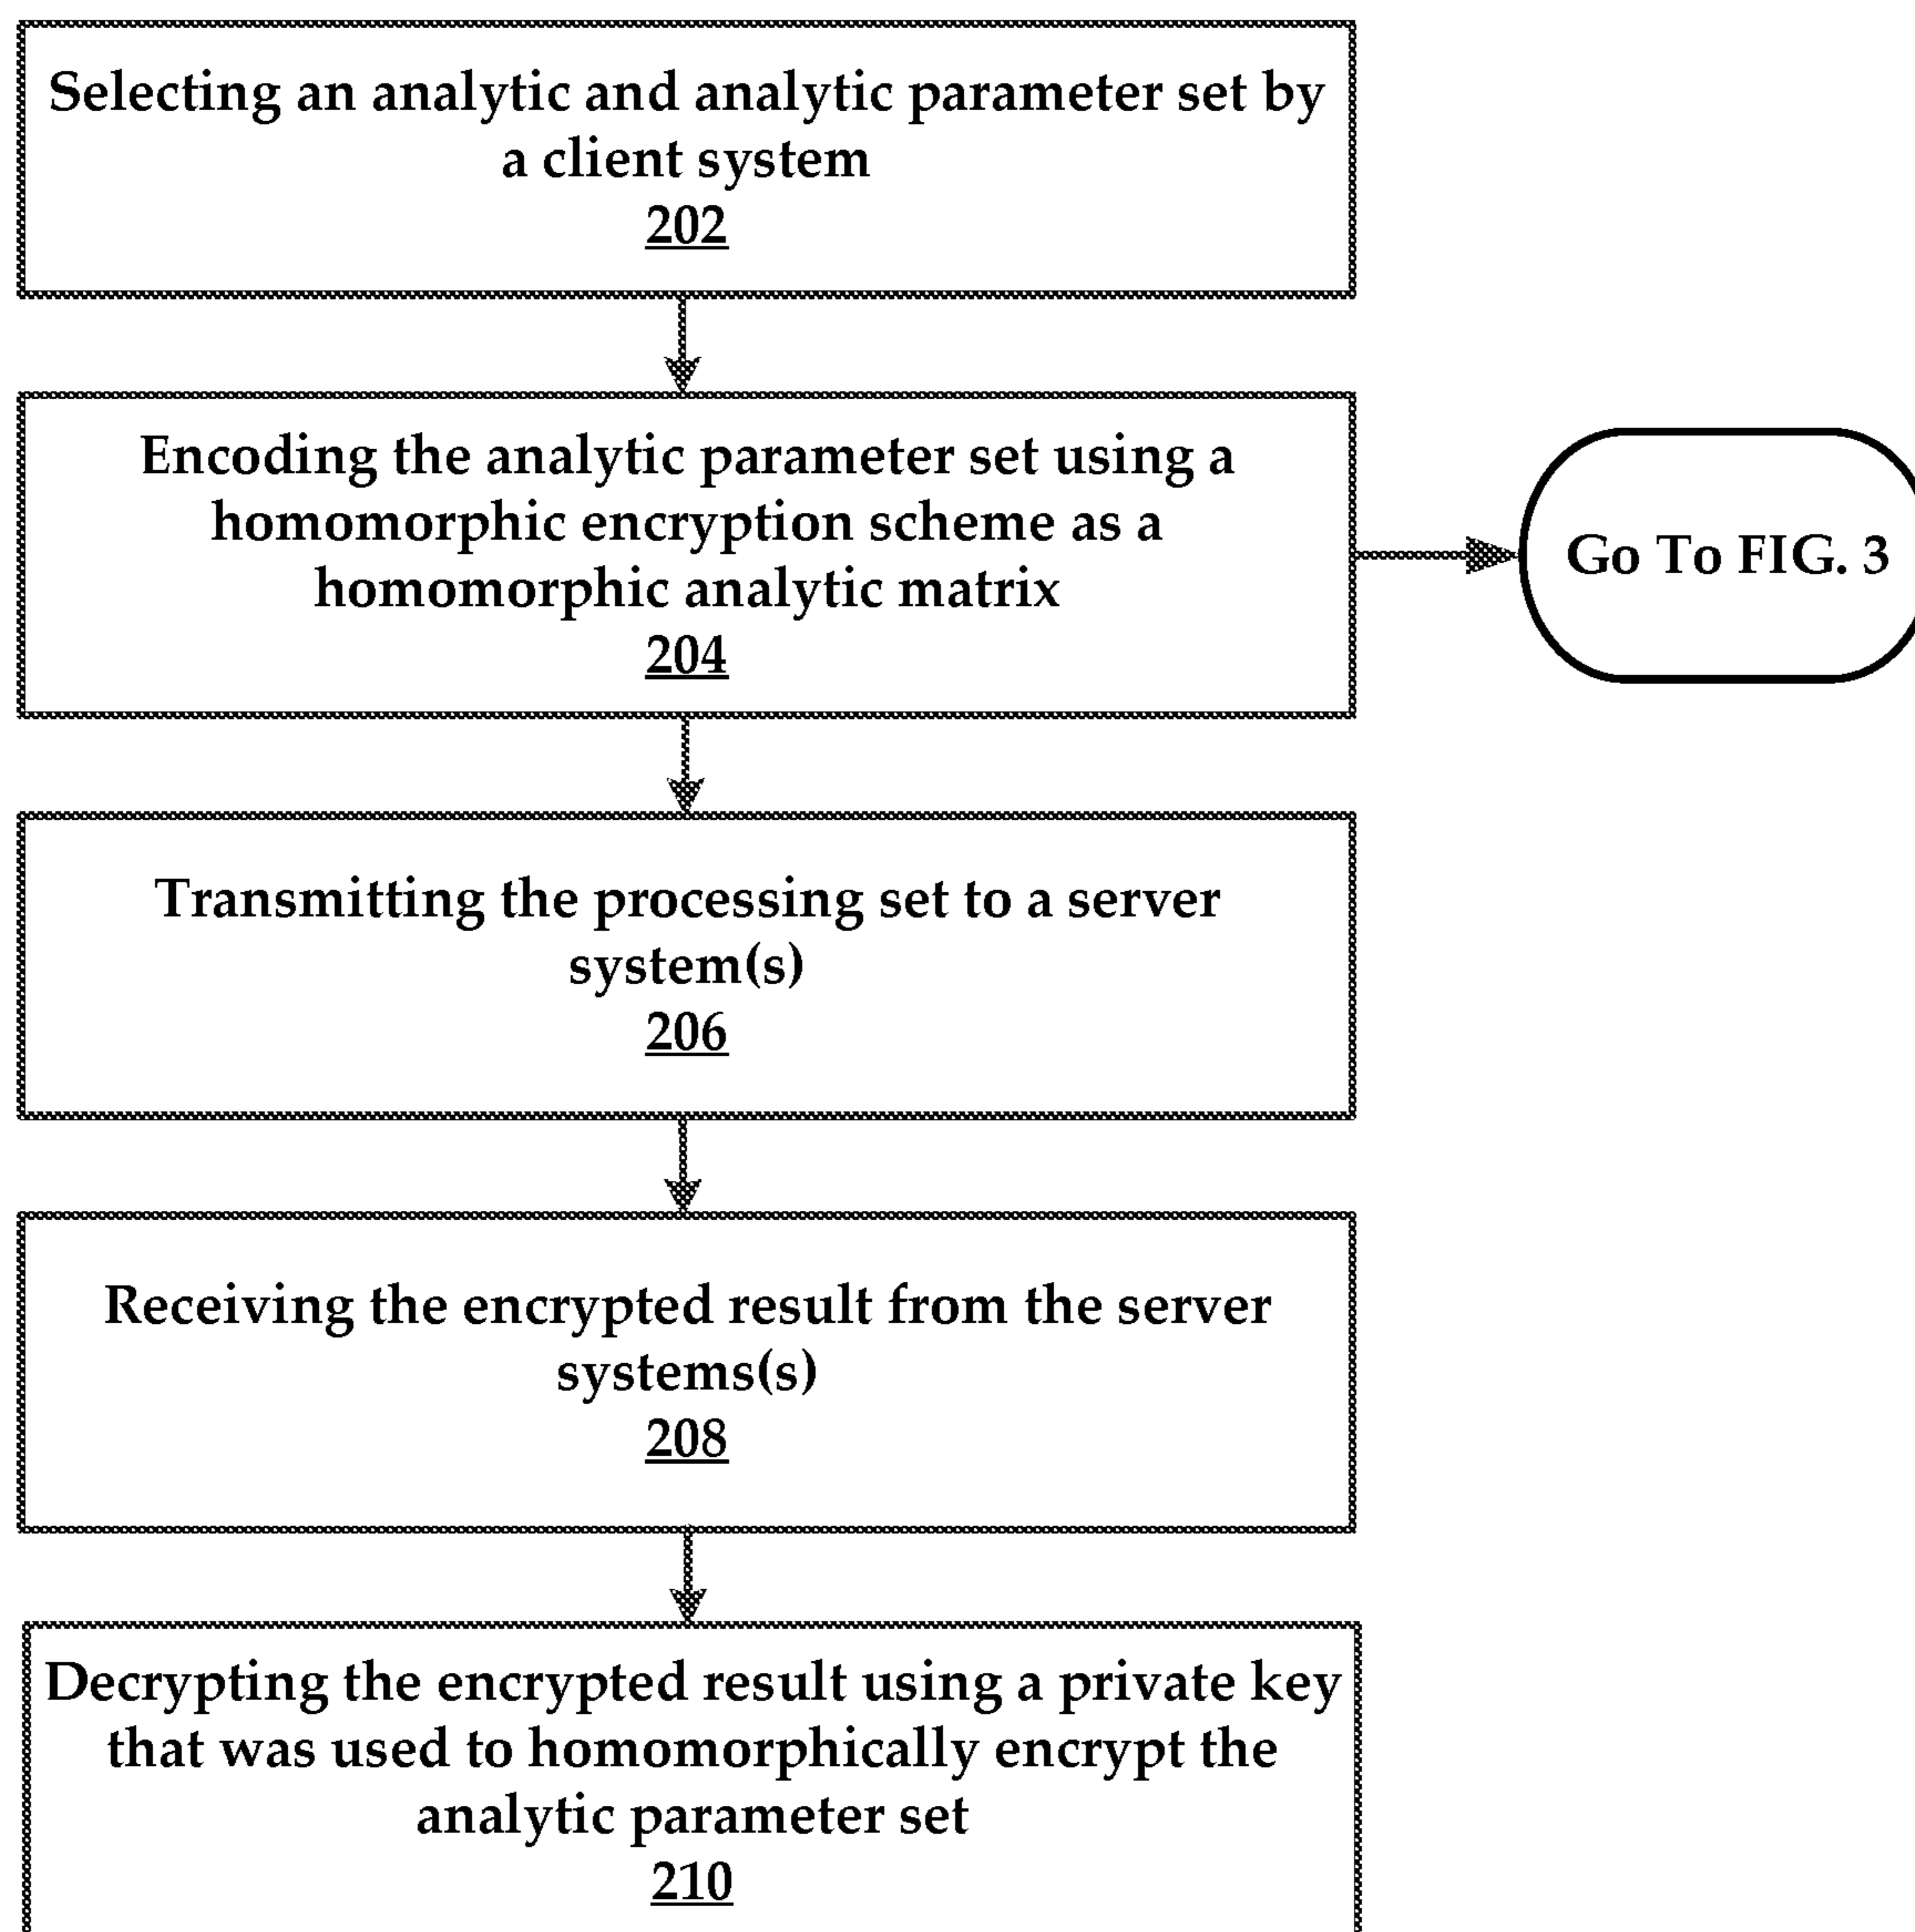 Selecting an analytic and analytic parameter set by
a client system
202
Encoding the analytic parameter set using a
homomorphic encryption scheme as a
homomorphic analytic matrix
204
Go To FIG. 3
Transmitting the processing set to a server
system(s)
206
Receiving the encrypted result from the server
systems(s)
208
Decrypting the encrypted result using a private key
that was used to homomorphically encrypt the
analytic parameter set
210